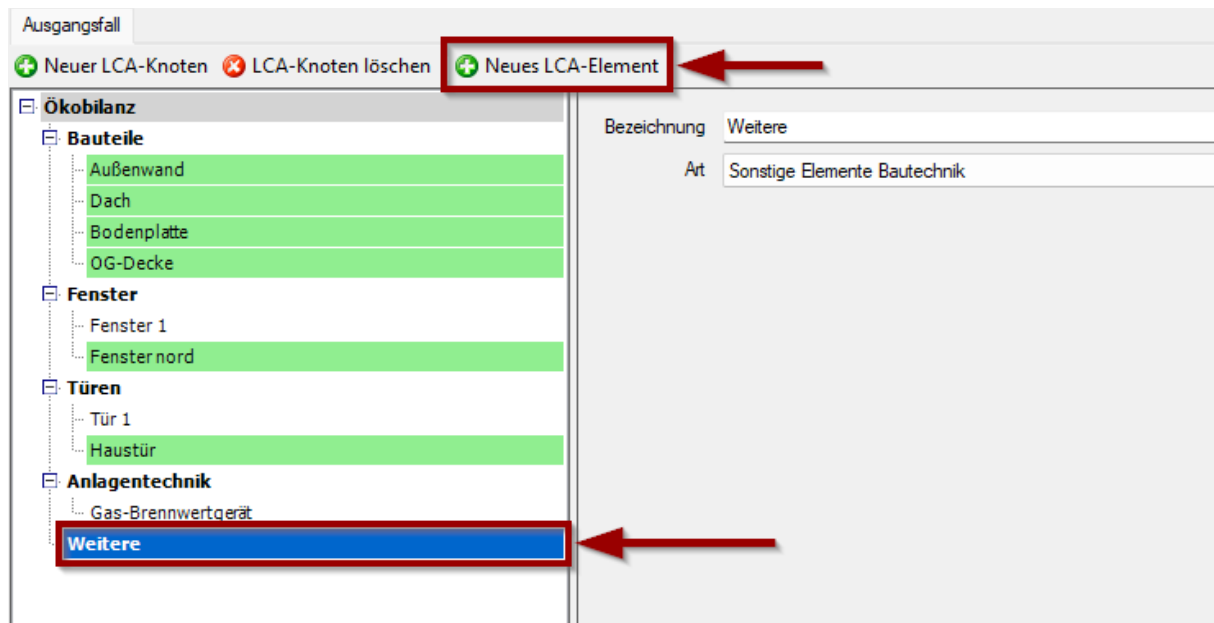 Ausgangsfall
Neuer LCA-Knoten LCA-Knoten löschen Neues LCA-Element
Ökobilanz
Bezeichnung Weitere
Bauteile
Außenwand
Art Sonstige Elemente Bautechnik
Dach
Bodenplatte
OG-Decke
Fenster
Fenster 1
Fenster nord
Türen
Tür 1
Haustür
Anlagentechnik
Gas-Brennwertgerät
Weitere